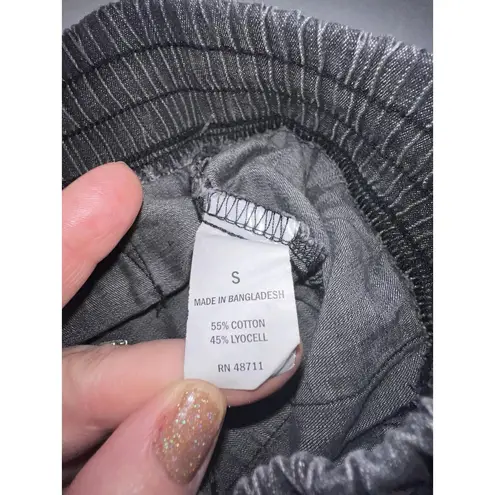 S
MADE IN BANGLADESH
55% COTTON
45% LYOCELL
RN 48711